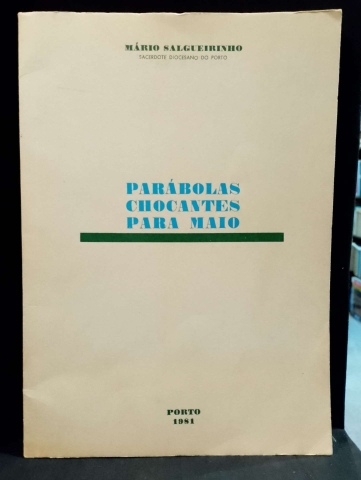 MÁRIO SALGUEIRINHO
SACERDOTE DIOCESANO DO PORTO
PARÁBOLAS
CHOCANTES
PARA MAIO
PORTO
1981